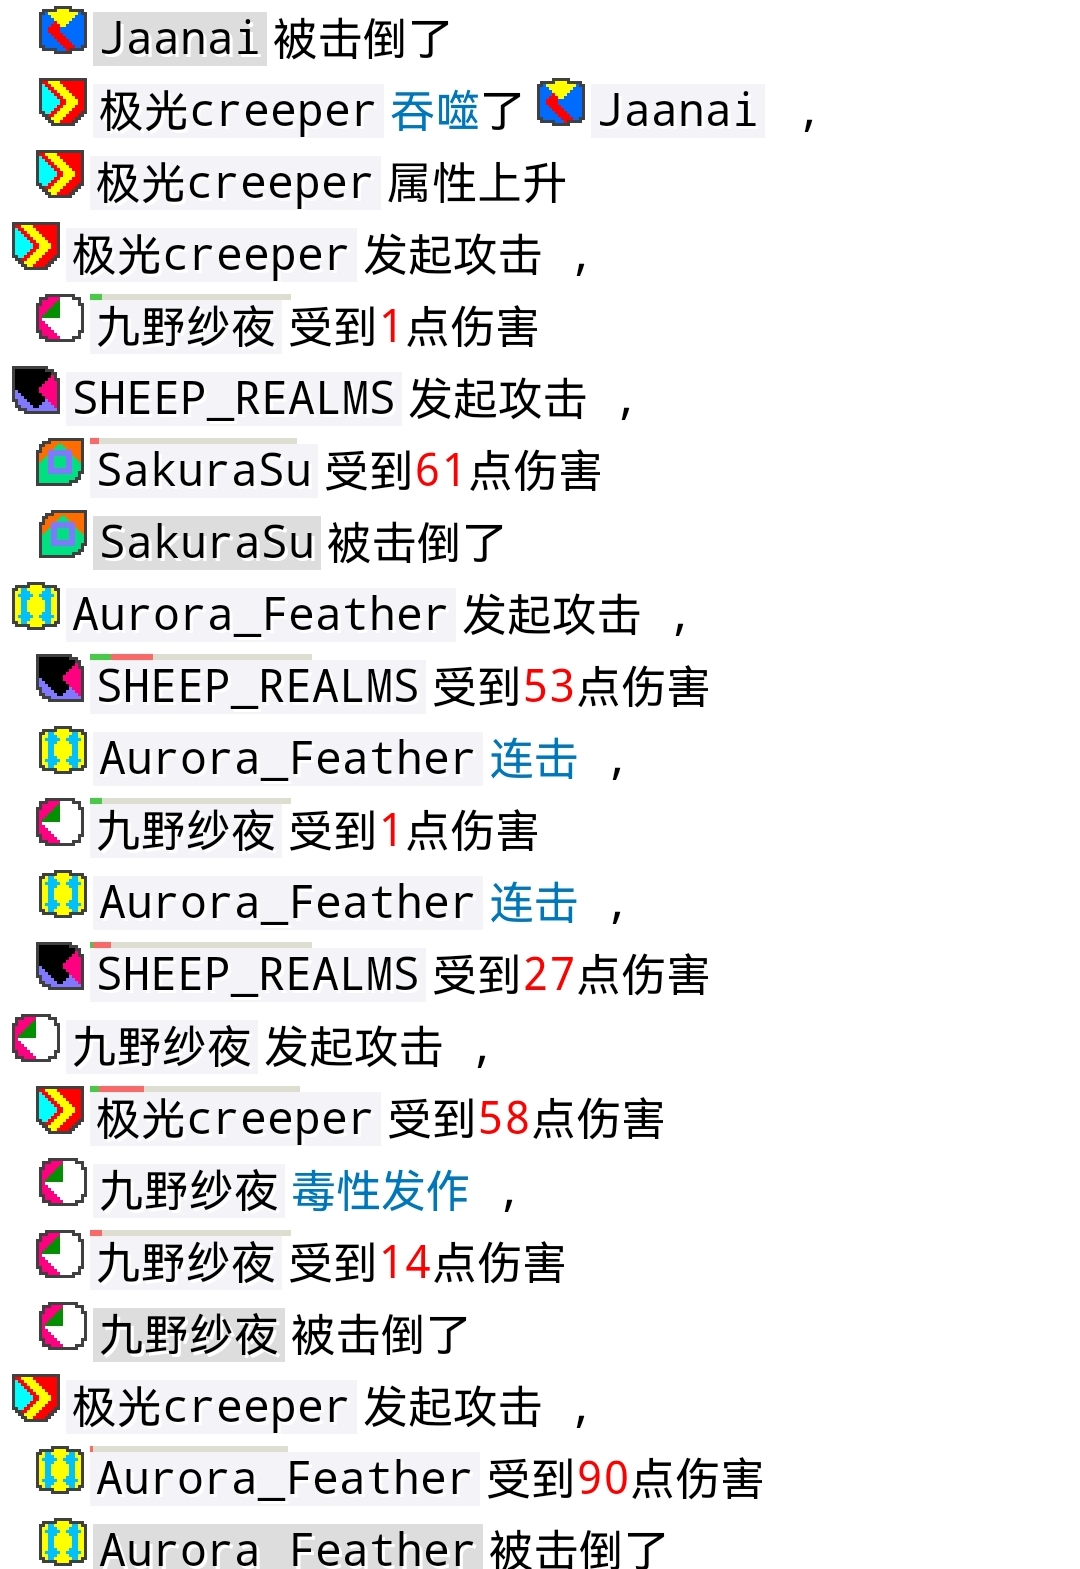 Jaanai 被击倒了
极光creeper 吞噬了 Jaanai ，
极光creeper 属性上升
极光creeper 发起攻击 ，
九野纱夜 受到1点伤害
SHEEP_REALMS 发起攻击 ，
SakuraSu 受到61点伤害
SakuraSu 被击倒了
Aurora_Feather 发起攻击 ，
SHEEP_REALMS 受到53点伤害
Aurora_Feather 连击 ，
九野纱夜 受到1点伤害
Aurora_Feather 连击 ，
SHEEP_REALMS 受到27点伤害
九野纱夜 发起攻击 ，
极光creeper 受到58点伤害
九野纱夜 毒性发作 ，
九野纱夜 受到14点伤害
九野纱夜 被击倒了
极光creeper 发起攻击 ，
Aurora_Feather 受到90点伤害
Aurora_Feather 被击倒了